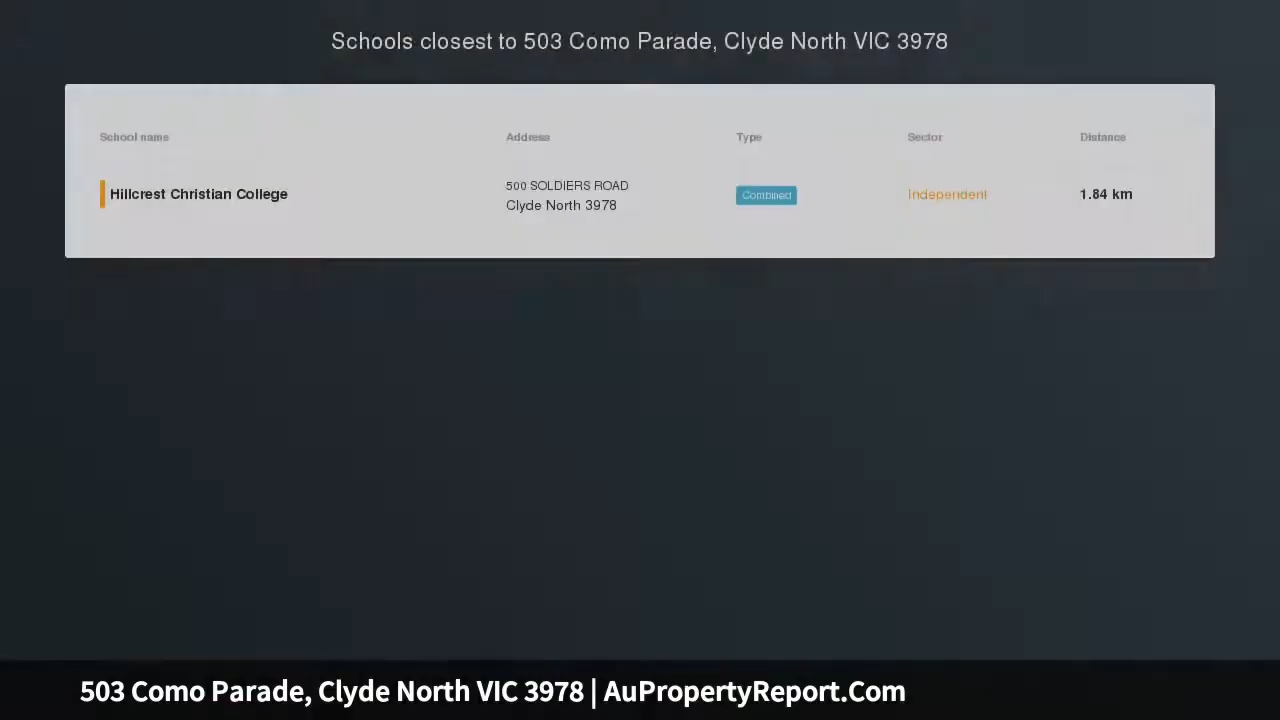 Schools closest to 503 Como Parade, Clyde North VIC 3978
School name Address Type Sector Distance
Hillcrest Christian College 500 SOLDIERS ROAD Clyde North 3978 Combined Independent 1.84 km
503 Como Parade, Clyde North VIC 3978 | AuPropertyReport.Com